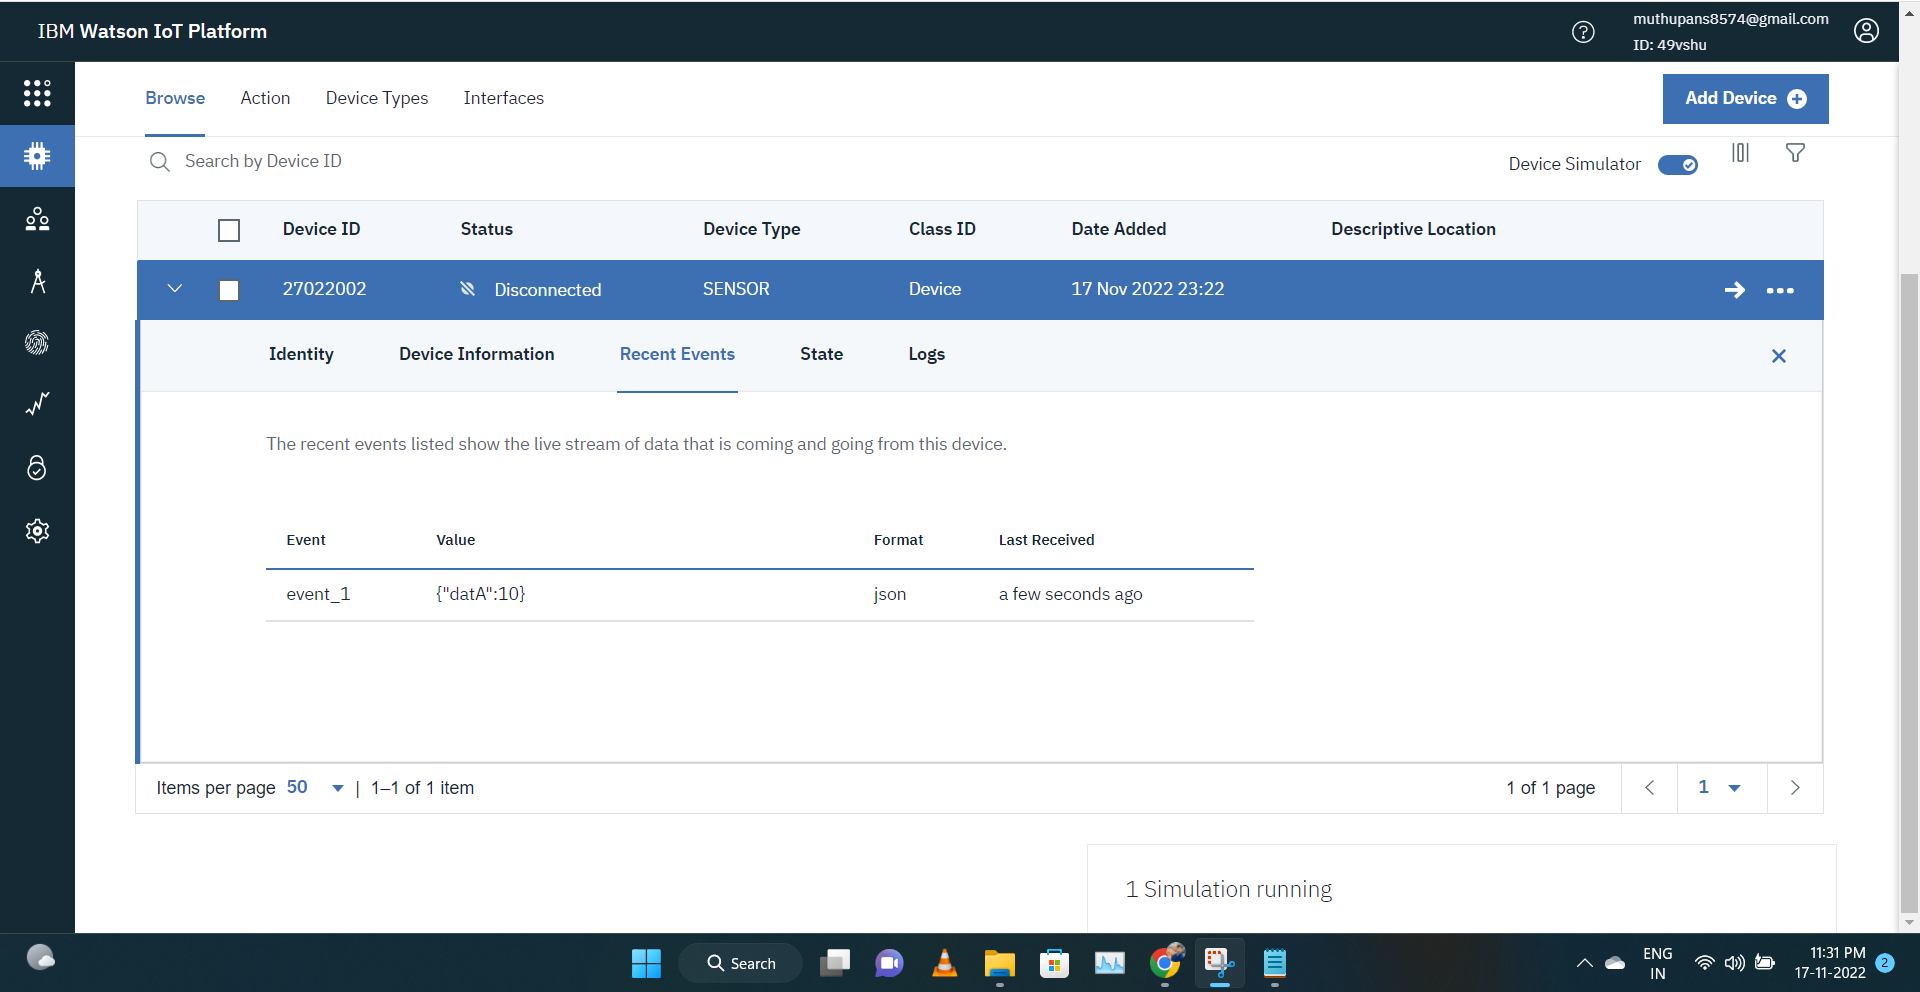 IBM Watson IoT Platform
muthupans8574@gmail.com
ID: 49vshu
Browse Action Device Types Interfaces
Add Device
Search by Device ID
Device Simulator
Device ID Status Device Type Class ID Date Added Descriptive Location
27022002 Disconnected SENSOR Device 17 Nov 2022 23:22
Identity Device Information Recent Events State Logs
The recent events listed show the live stream of data that is coming and going from this device.
Event Value Format Last Received
event_1 {"datA":10} json a few seconds ago
Items per page 50 | 1–1 of 1 item
1 of 1 page 1
1 Simulation running
Search
ENG
IN
11:31 PM
17-11-2022
2